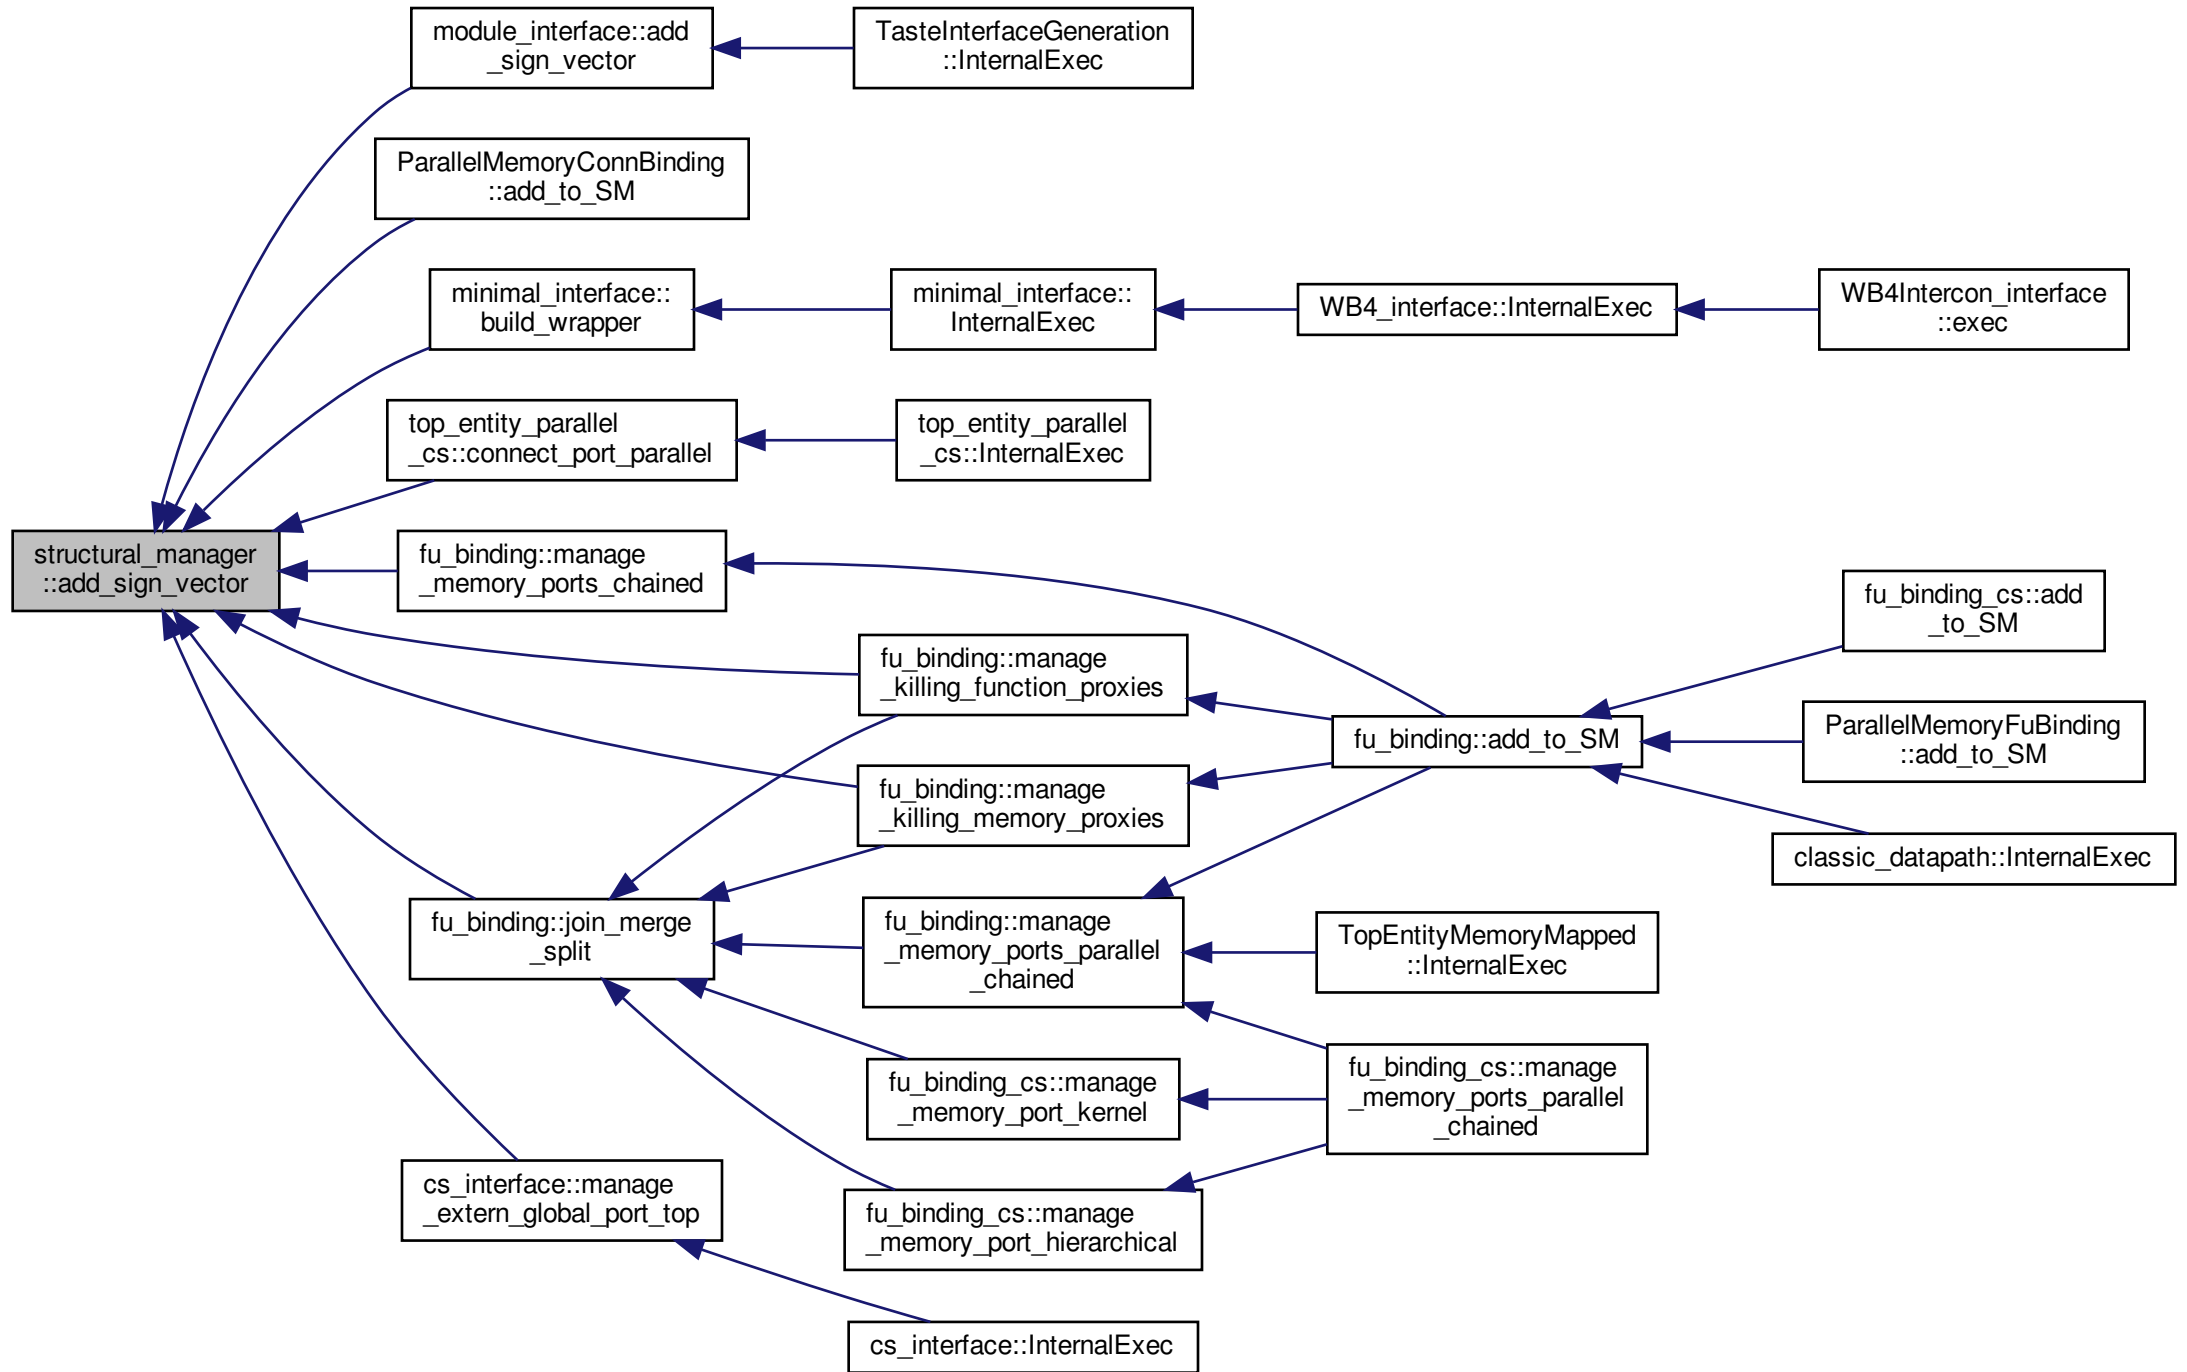 module_interface::add
_sign_vector
TasteInterfaceGeneration
::InternalExec
ParallelMemoryConnBinding
::add_to_SM
minimal_interface::
build_wrapper
minimal_interface::
InternalExec
WB4_interface::InternalExec
WB4Intercon_interface
::exec
top_entity_parallel
_cs::connect_port_parallel
top_entity_parallel
_cs::InternalExec
structural_manager
::add_sign_vector
fu_binding::manage
_memory_ports_chained
fu_binding::manage
_killing_function_proxies
fu_binding::manage
_killing_memory_proxies
fu_binding::add_to_SM
fu_binding_cs::add
_to_SM
ParallelMemoryFuBinding
::add_to_SM
classic_datapath::InternalExec
fu_binding::join_merge
_split
fu_binding::manage
_memory_ports_parallel
_chained
TopEntityMemoryMapped
::InternalExec
fu_binding_cs::manage
_memory_port_kernel
fu_binding_cs::manage
_memory_ports_parallel
_chained
cs_interface::manage
_extern_global_port_top
fu_binding_cs::manage
_memory_port_hierarchical
cs_interface::InternalExec